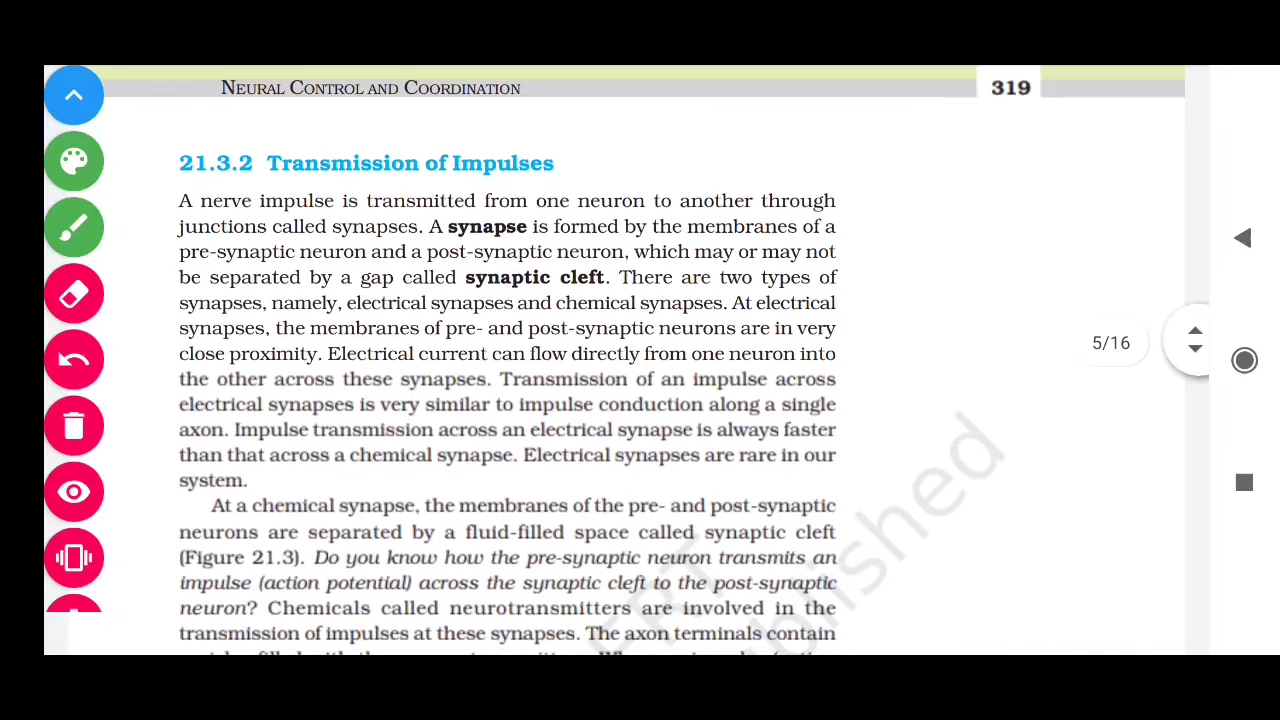 NEURAL CONTROL AND COORDINATION
319
21.3.2 Transmission of Impulses
A nerve impulse is transmitted from one neuron to another through
junctions called synapses. A synapse is formed by the membranes of a
pre-synaptic neuron and a post-synaptic neuron, which may or may not
be separated by a gap called synaptic cleft. There are two types of
synapses, namely, electrical synapses and chemical synapses. At electrical
synapses, the membranes of pre- and post-synaptic neurons are in very
close proximity. Electrical current can flow directly from one neuron into
the other across these synapses. Transmission of an impulse across
electrical synapses is very similar to impulse conduction along a single
axon. Impulse transmission across an electrical synapse is always faster
than that across a chemical synapse. Electrical synapses are rare in our
system.
At a chemical synapse, the membranes of the pre- and post-synaptic
neurons are separated by a fluid-filled space called synaptic cleft
(Figure 21.3). Do you know how the pre-synaptic neuron transmits an
impulse (action potential) across the synaptic cleft to the post-synaptic
neuron? Chemicals called neurotransmitters are involved in the
transmission of impulses at these synapses. The axon terminals contain
5/16